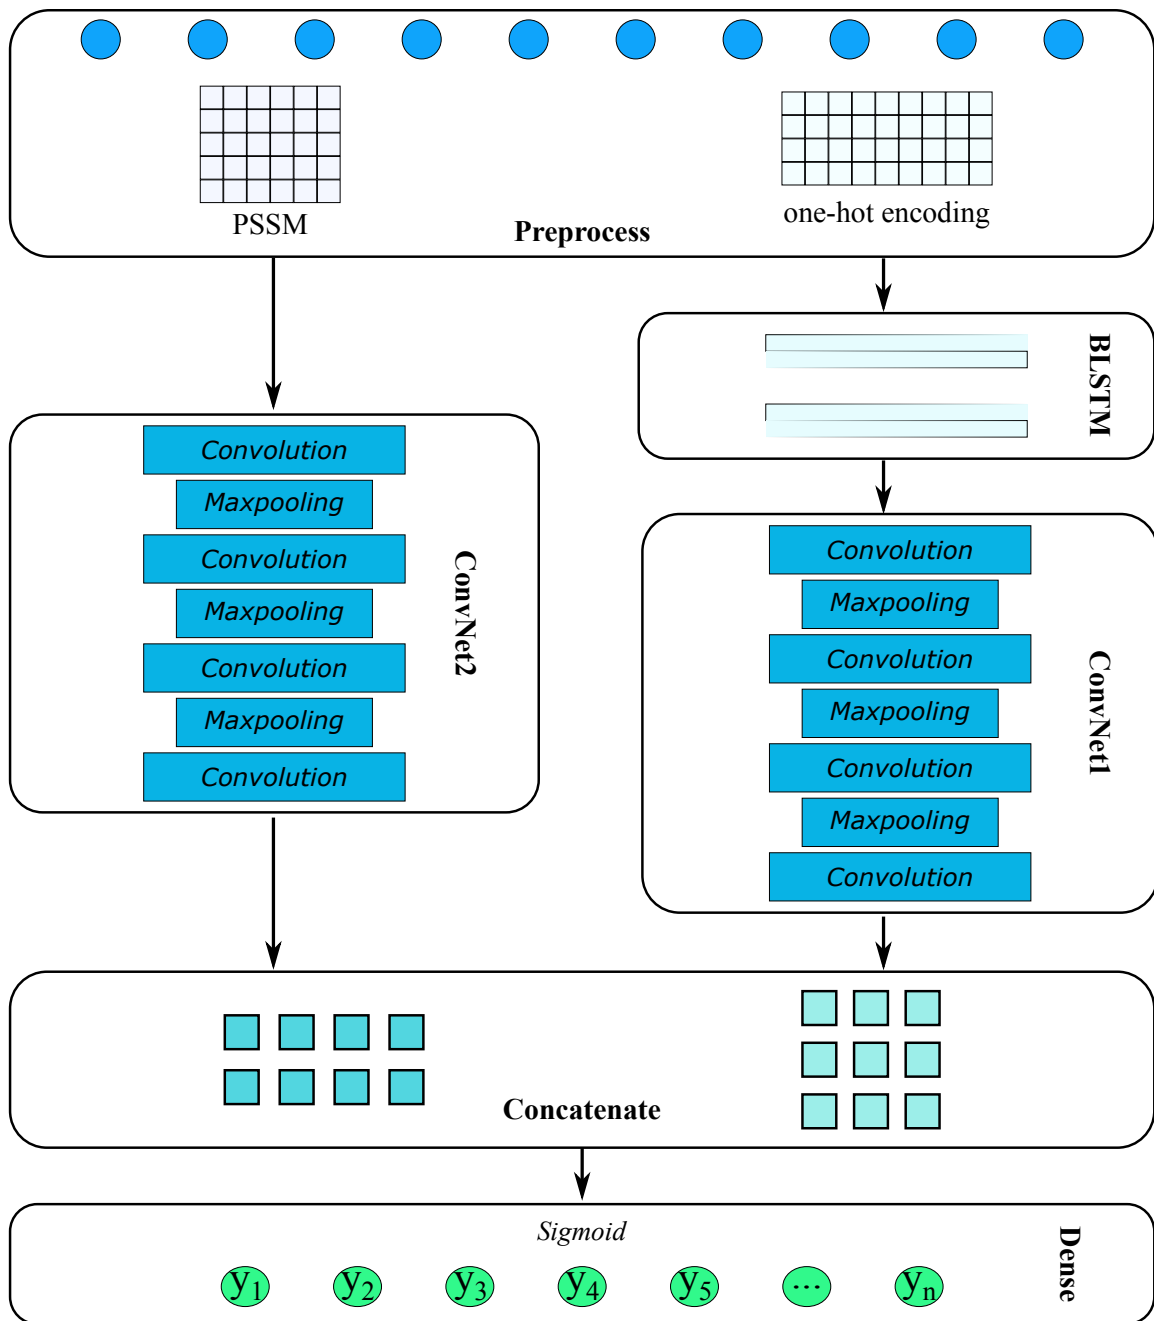 PSSM
one-hot encoding
Preprocess
BLSTM
Convolution
Maxpooling
Convolution
Maxpooling
Convolution
Maxpooling
Convolution
ConvNet2
Convolution
Maxpooling
Convolution
Maxpooling
Convolution
Maxpooling
Convolution
ConvNet1
Concatenate
Sigmoid
y1 y2 y3 y4 y5 ... yn
Dense